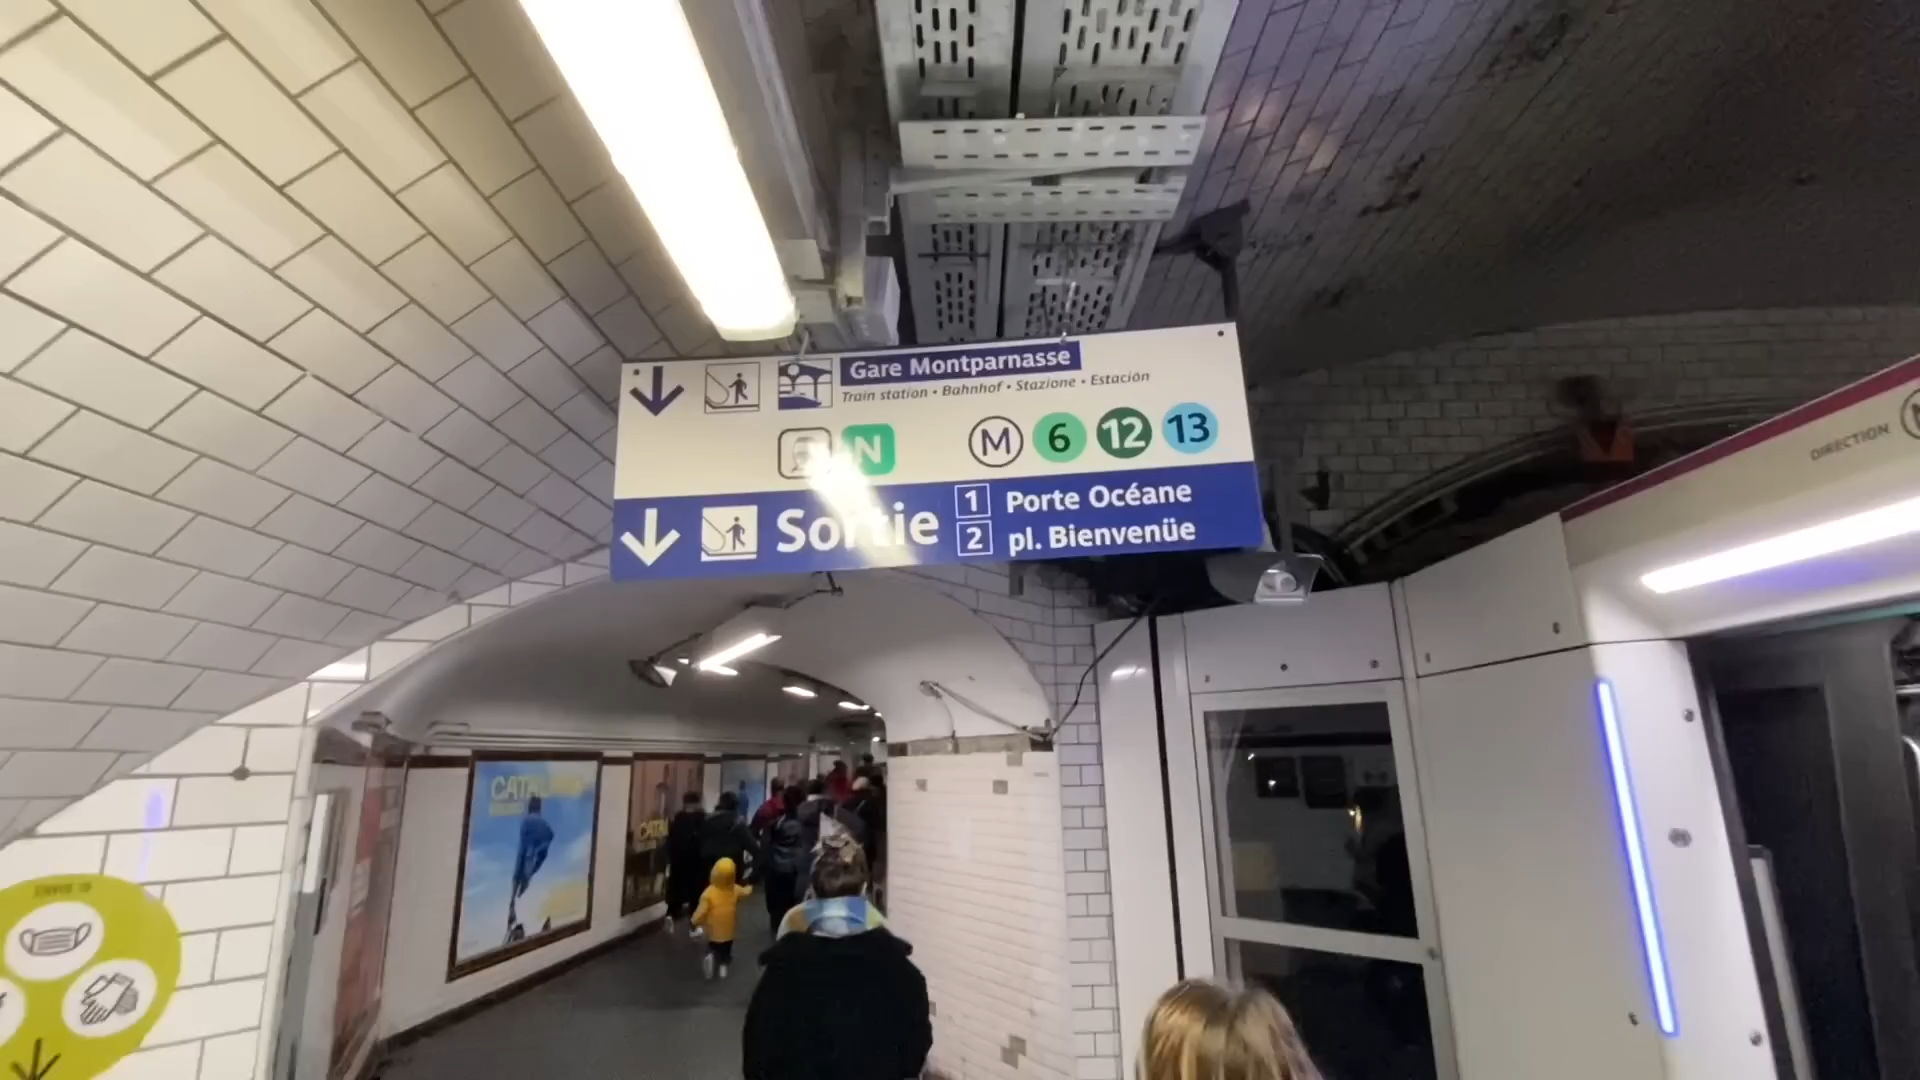 Gare Montparnasse
Train station • Bahnhof • Stazione • Estación
N M 6 12 13
Sortie
1 Porte Océane
2 pl. Bienvenüe
DIRECTION